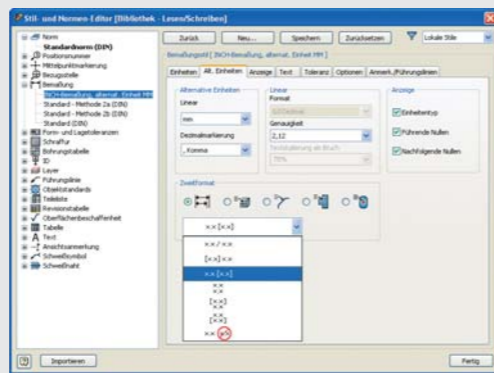 Stil- und Normen-Editor [Bibliothek - Lesen/Schreiben]
Norm
Standardnorm (DIN)
Positionsnummer
Mittelpunktmarkierung
Bezugsstelle
Bemaßung
INCH-Bemaßung, alternat. Einheit MM
Standard - Methode 2a (DIN)
Standard - Methode 2b (DIN)
Standard (DIN)
Form- und Lagetoleranzen
Schraffur
Bohrungstabelle
ID
Layer
Führungslinie
Objektstandards
Teileliste
Revisionstabelle
Oberflächenbeschaffenheit
Tabelle
Text
Ansichtsanmerkung
Schweißsymbol
Schweißnaht
Zurück
Neu...
Speichern
Zurücksetzen
Lokale Stile
Bemaßungsstil [ INCH-Bemaßung, alternat. Einheit MM ]
Einheiten
Alt. Einheiten
Anzeige
Text
Toleranz
Optionen
Anmerk./Führungslinien
Alternative Einheiten
Linear
mm
Dezimalmarkierung
, Komma
Linear
Format
Genauigkeit
2,12
Textskalierung als Bruch
75%
Anzeige
Einheitentyp
Führende Nullen
Nachfolgende Nullen
Zweitformat
x.x [x.x]
x.x / x.x
[x.x] x.x
x.x [x.x]
x.x
x.x
[x.x]
x.x
x.x
[x.x]
x.x
Importieren
Fertig